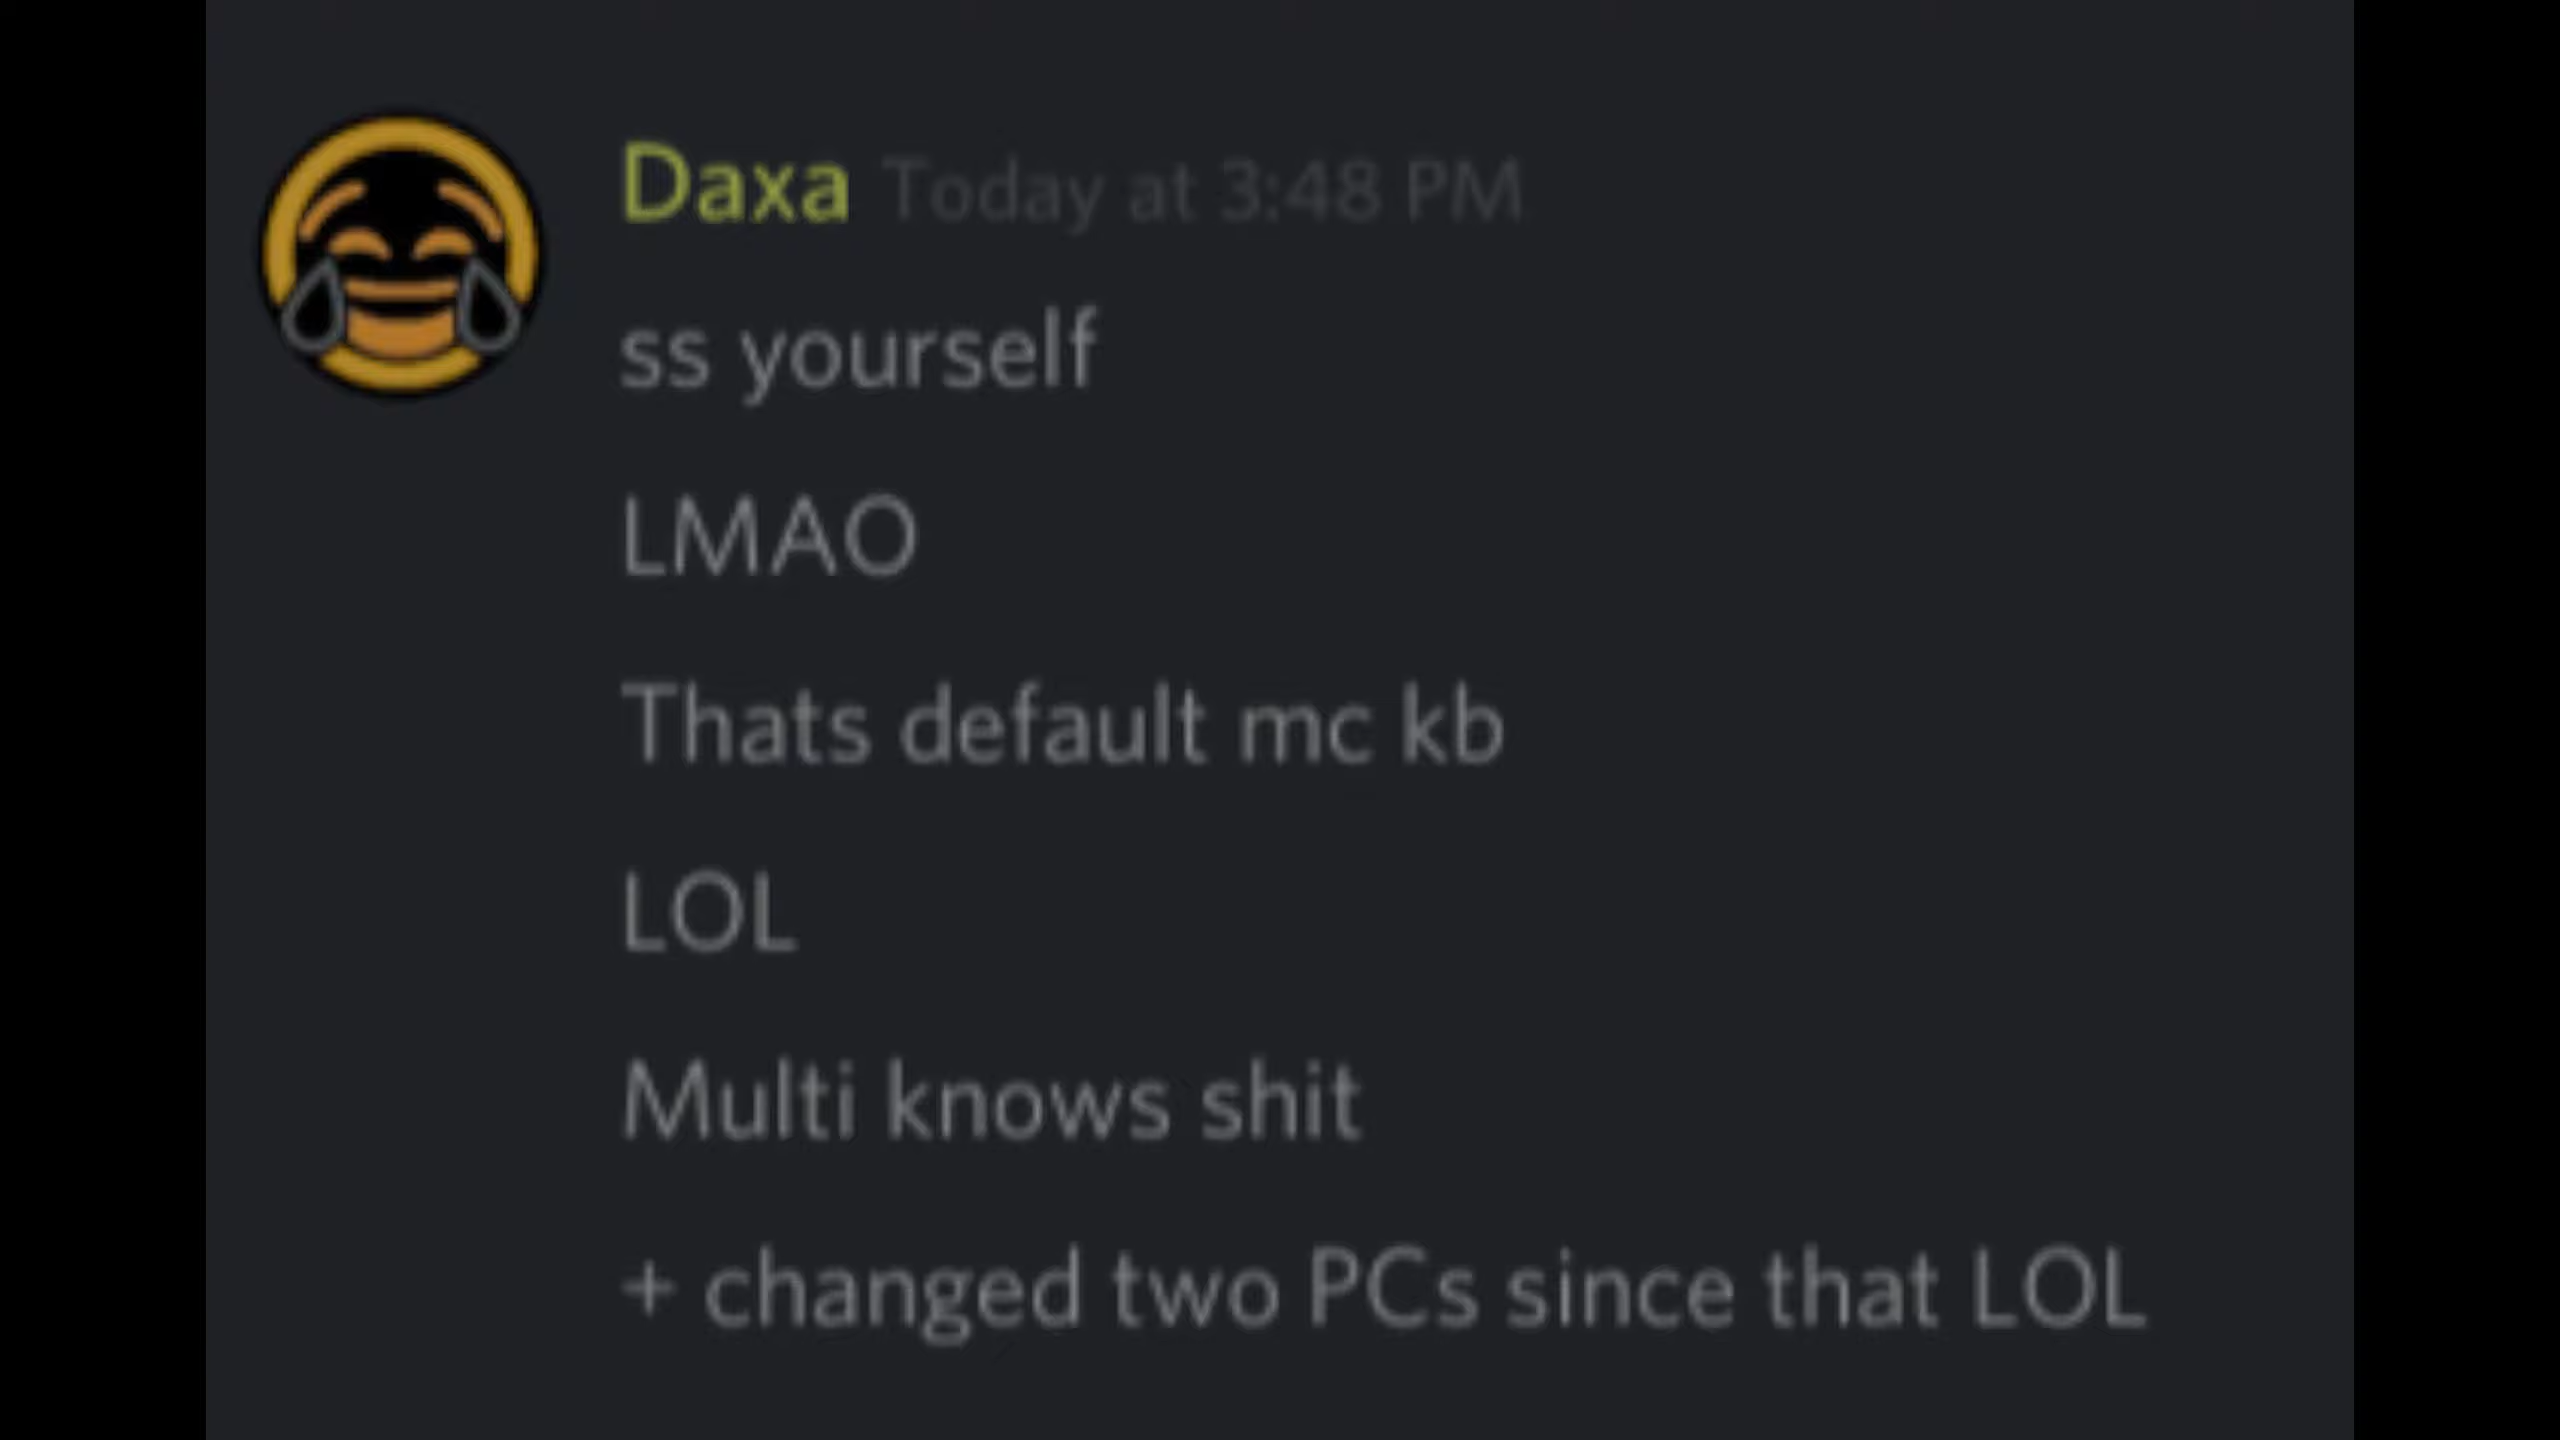 Daxa Today at 3:48 PM
ss yourself
LMAO
Thats default mc kb
LOL
Multi knows shit
+ changed two PCs since that LOL